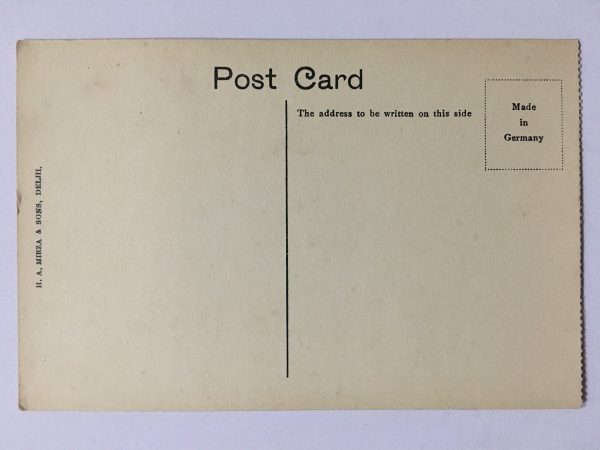 Post Card
The address to be written on this side
Made
in
Germany
H. A. MIRZA & SONS, DELHI,